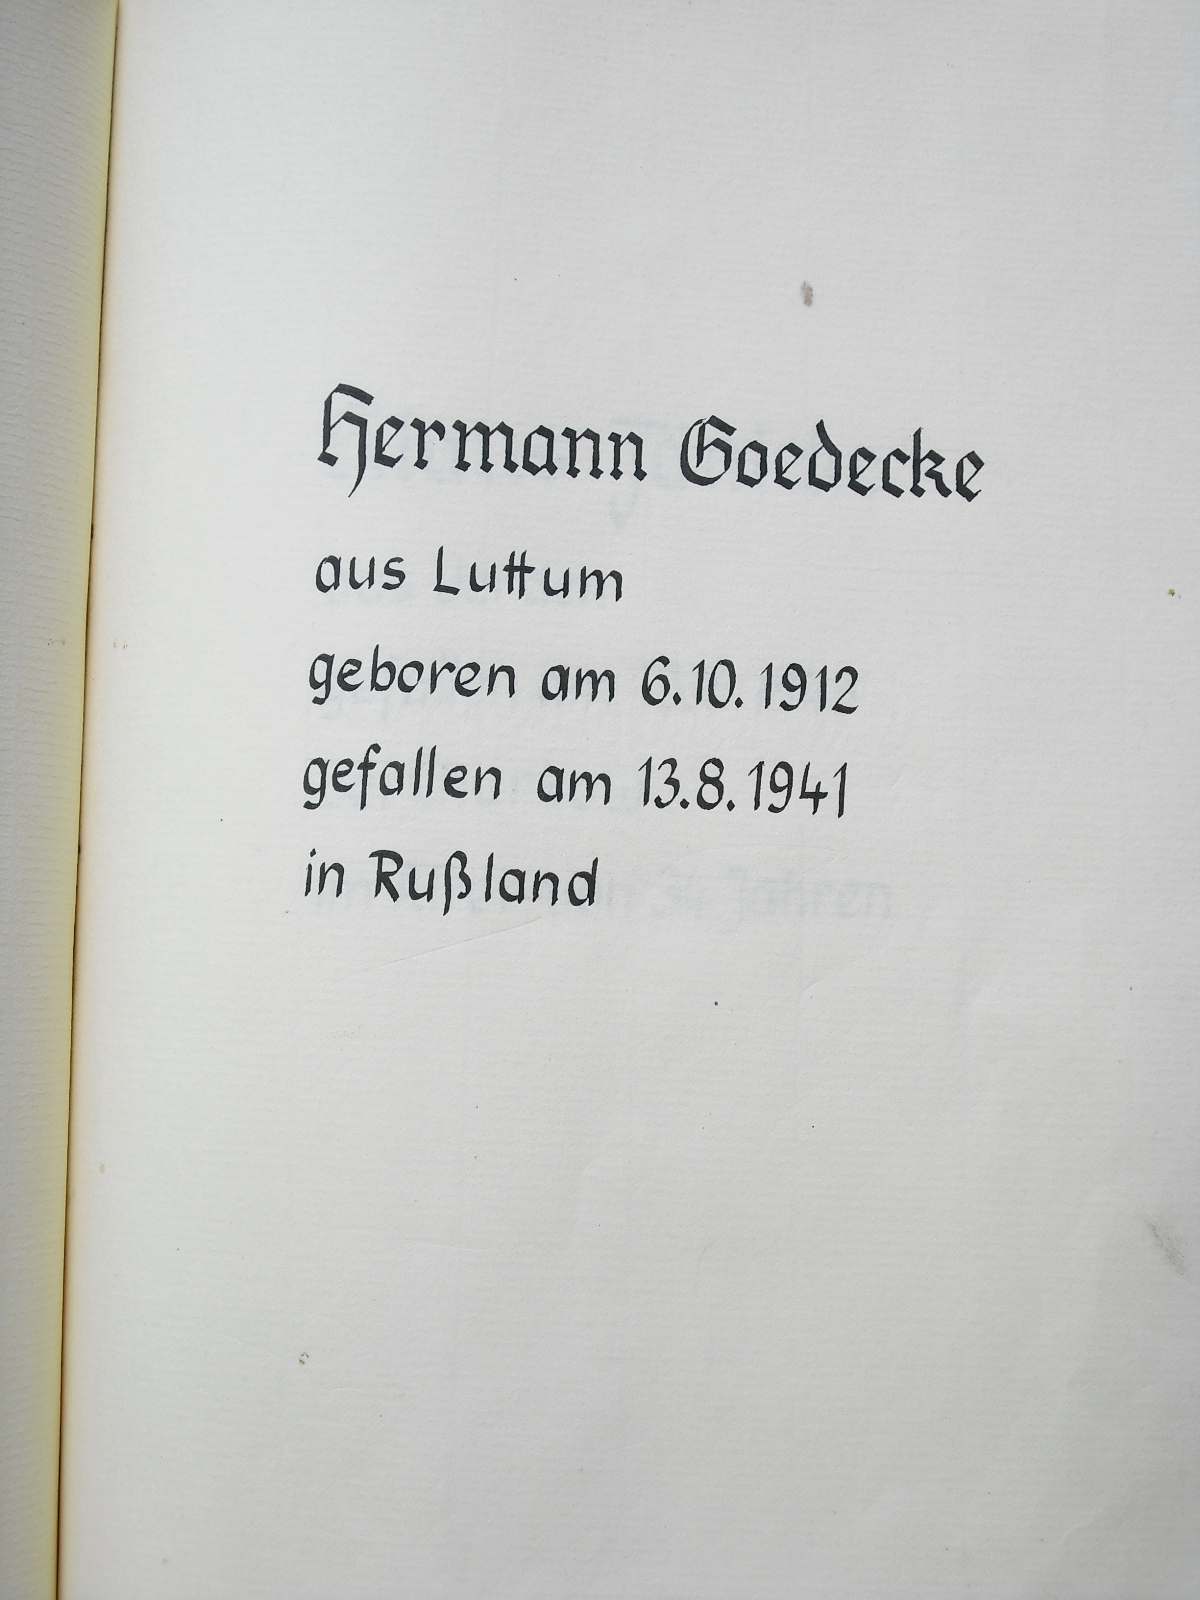 Hermann Goedecke
aus Luttum
geboren am 6.10.1912
gefallen am 13.8.1941
in Rußland